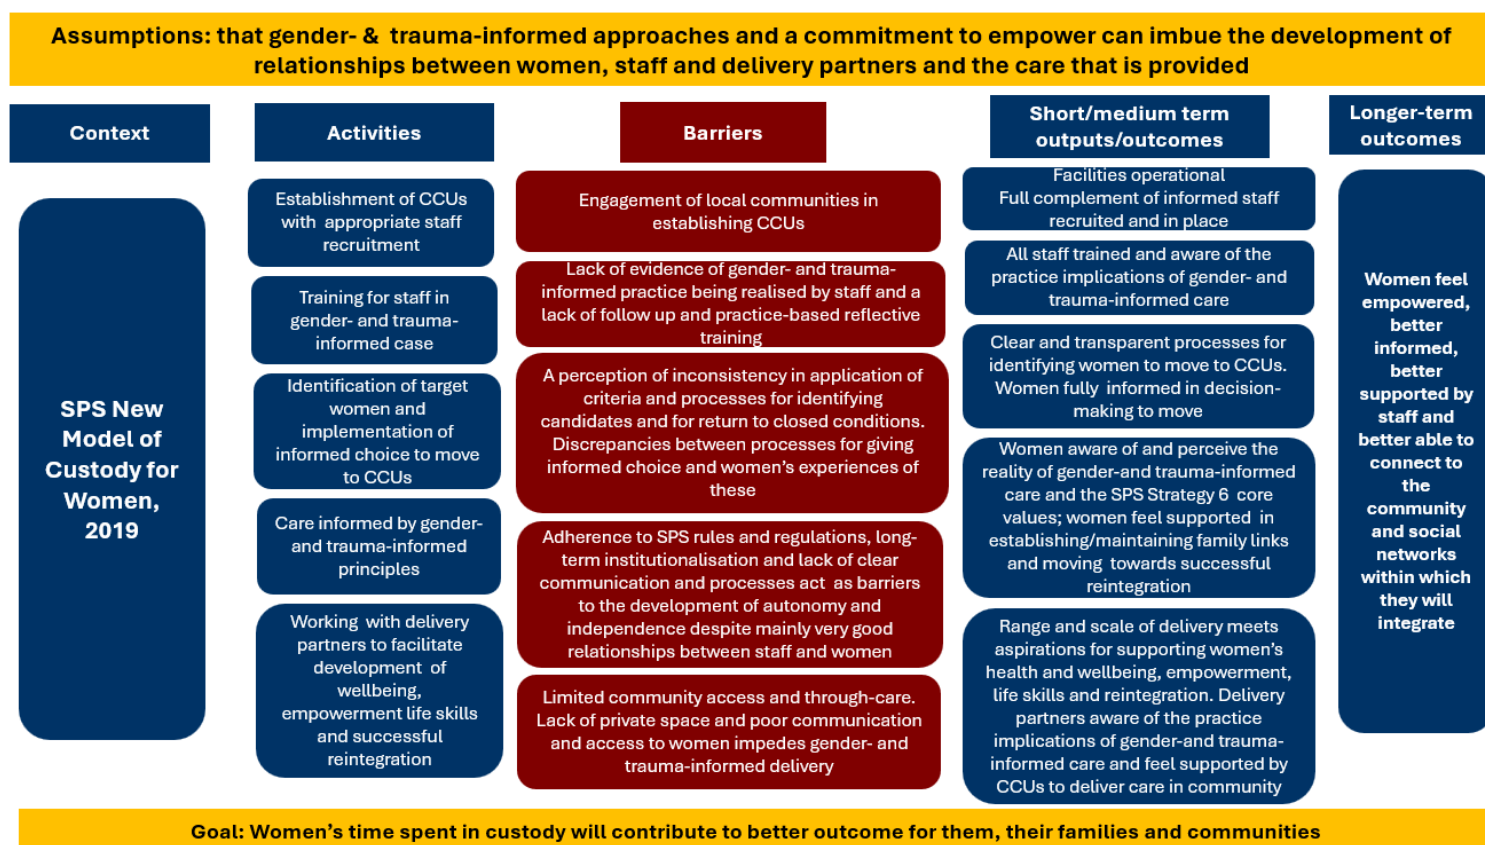 Assumptions: that gender- & trauma-informed approaches and a commitment to empower can imbue the development of
relationships between women, staff and delivery partners and the care that is provided
Context
Activities
Barriers
Short/medium term
outputs/outcomes
Longer-term
outcomes
SPS New
Model of
Custody for
Women,
2019
Establishment of CCUs
with appropriate staff
recruitment
Training for staff in
gender- and trauma-
informed case
Identification of target
women and
implementation of
informed choice to move
to CCUs
Care informed by gender-
and trauma-informed
principles
Working with delivery
partners to facilitate
development of
wellbeing,
empowerment life skills
and successful
reintegration
Engagement of local communities in
establishing CCUs
Lack of evidence of gender- and trauma-
informed practice being realised by staff and a
lack of follow up and practice-based reflective
training
A perception of inconsistency in application of
criteria and processes for identifying
candidates and for return to closed conditions.
Discrepancies between processes for giving
informed choice and women's experiences of
these
Adherence to SPS rules and regulations, long-
term institutionalisation and lack of clear
communication and processes act as barriers
to the development of autonomy and
independence despite mainly very good
relationships between staff and women
Limited community access and through-care.
Lack of private space and poor communication
and access to women impedes gender- and
trauma-informed delivery
Facilities operational
Full complement of informed staff
recruited and in place
All staff trained and aware of the
practice implications of gender- and
trauma-informed care
Clear and transparent processes for
identifying women to move to CCUs.
Women fully informed in decision-
making to move
Women aware of and perceive the
reality of gender-and trauma-informed
care and the SPS Strategy 6 core
values; women feel supported in
establishing/maintaining family links
and moving towards successful
reintegration
Range and scale of delivery meets
aspirations for supporting women's
health and wellbeing, empowerment,
life skills and reintegration. Delivery
partners aware of the practice
implications of gender-and trauma-
informed care and feel supported by
CCUs to deliver care in community
Women feel
empowered,
better
informed,
better
supported by
staff and
better able to
connect to
the
community
and social
networks
within which
they will
integrate
Goal: Women's time spent in custody will contribute to better outcome for them, their families and communities